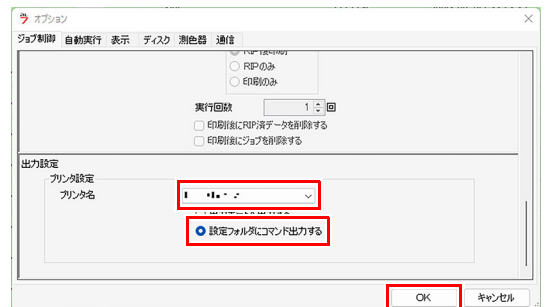 オプション
ジョブ制御 自動実行 表示 ディスク 測色器 通信
RIPのみ
印刷のみ
実行回数 1 回
印刷後にRIP済データを削除する
印刷後にジョブを削除する
出力設定
プリンタ設定
プリンタ名
設定フォルダにコマンド出力する
OK キャンセル